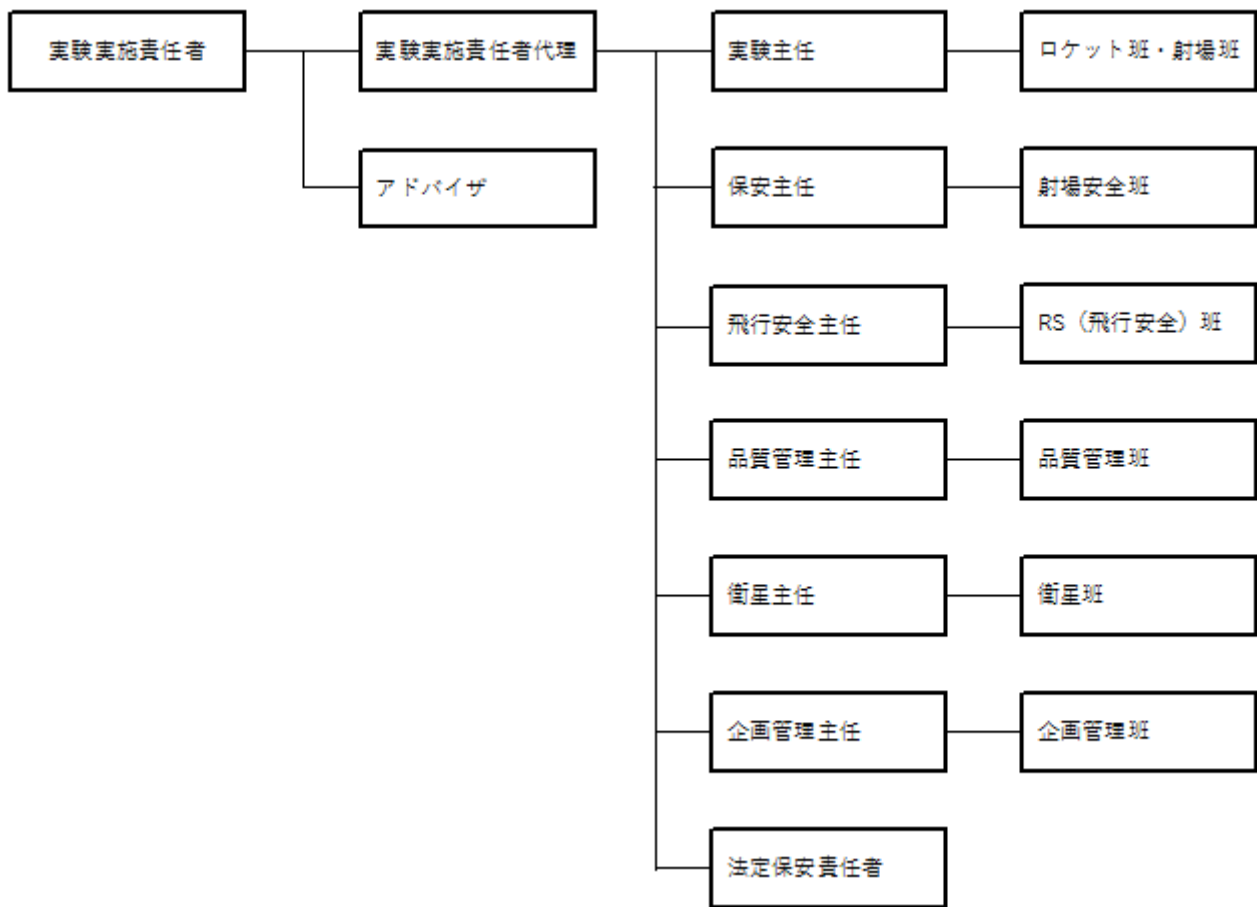 実験実施責任者
実験実施責任者代理
実験主任
ロケット班・射場班
アドバイザ
保安主任
射場安全班
飛行安全主任
RS（飛行安全）班
品質管理主任
品質管理班
衛星主任
衛星班
企画管理主任
企画管理班
法定保安責任者